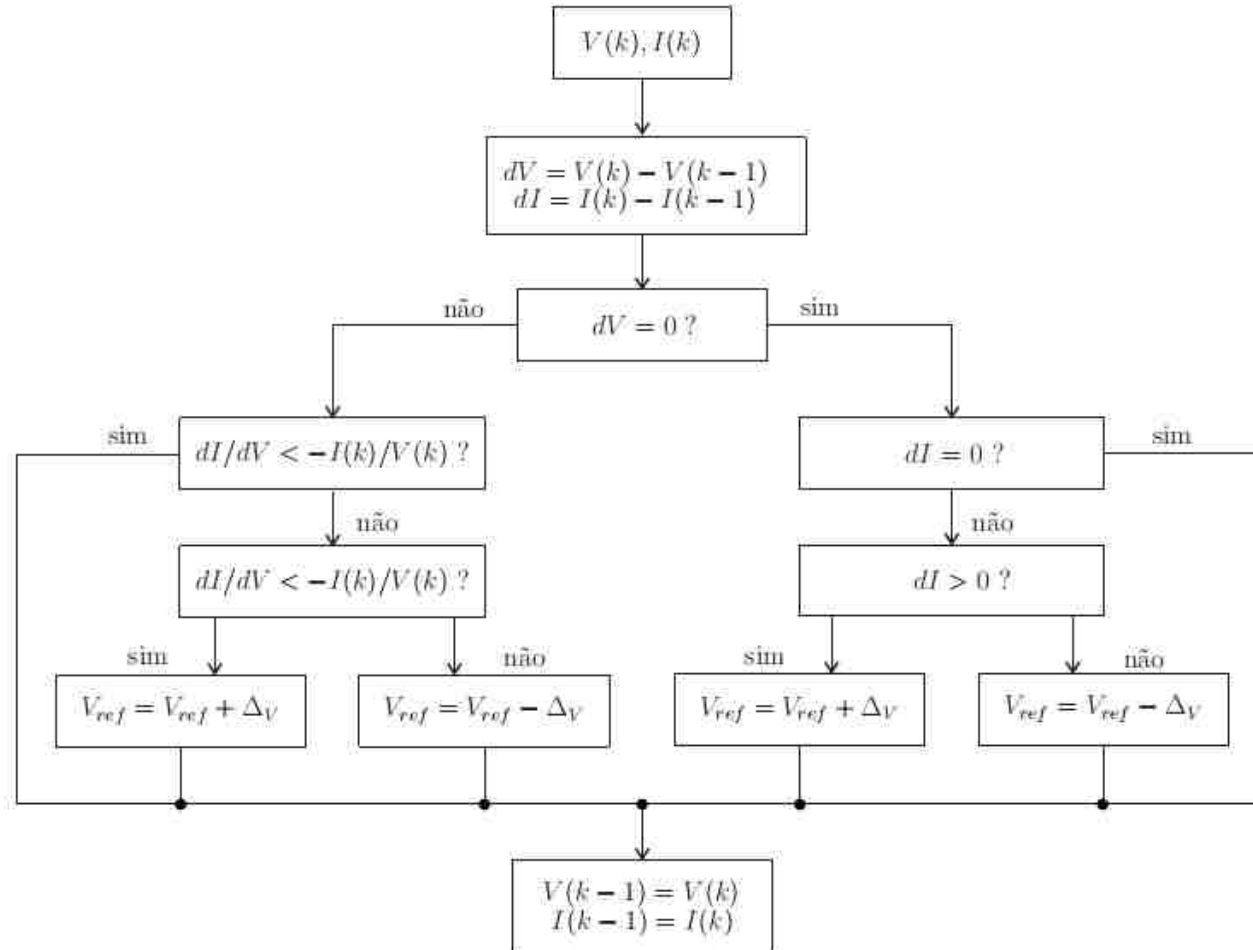 V(k), I(k)
dV = V(k) − V(k − 1)
dI = I(k) − I(k − 1)
não
dV = 0 ?
sim
sim
dI/dV < −I(k)/V(k) ?
dI = 0 ?
sim
não
não
dI/dV < −I(k)/V(k) ?
dI > 0 ?
sim
não
sim
não
V_ref = V_ref + Δ_V
V_ref = V_ref − Δ_V
V_ref = V_ref + Δ_V
V_ref = V_ref − Δ_V
V(k − 1) = V(k)
I(k − 1) = I(k)